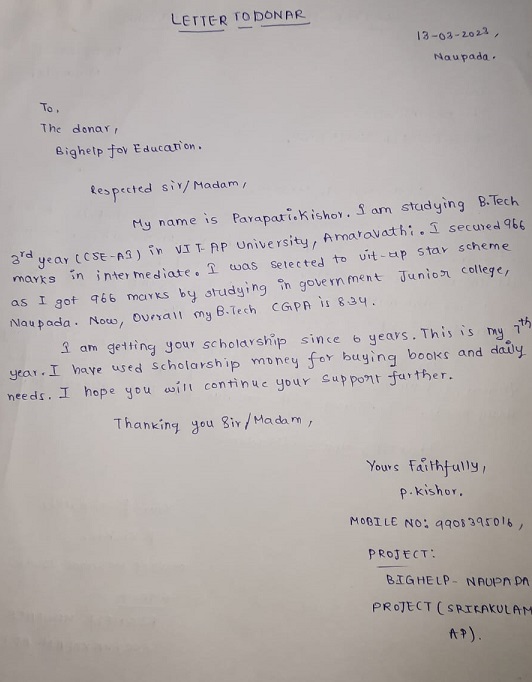 LETTER TO DONAR
13-03-2023,
Naupada.
To,
The donar,
Bighelp for Education.
Respected sir/Madam,
My name is Parapati.Kishor. I am studying B.Tech
3rd year (CSE-AI) in VIT-AP University, Amaravathi. I secured 966
marks in intermediate. I was selected to vit-ap star scheme
as I got 966 marks by studying in government Junior college,
Naupada. Now, Overall my B.Tech CGPA is 8.34.
I am getting your scholarship since 6 years. This is my 7th
year. I have used scholarship money for buying books and daily
needs. I hope you will continue your support farther.
Thanking you Sir/Madam,
Yours Faithfully,
P.kishor.
MOBILE NO: 9908395016,
PROJECT:
BIGHELP- NAUPADA
PROJECT (SRIKAKULAM
AP).